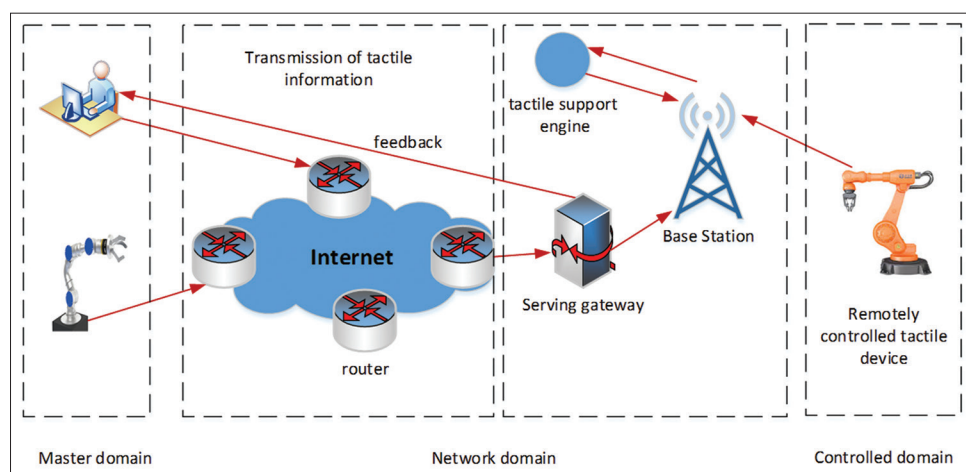 Transmission of tactile
information
tactile support
engine
feedback
Internet
Base Station
Serving gateway
router
Remotely
controlled tactile
device
Master domain
Network domain
Controlled domain